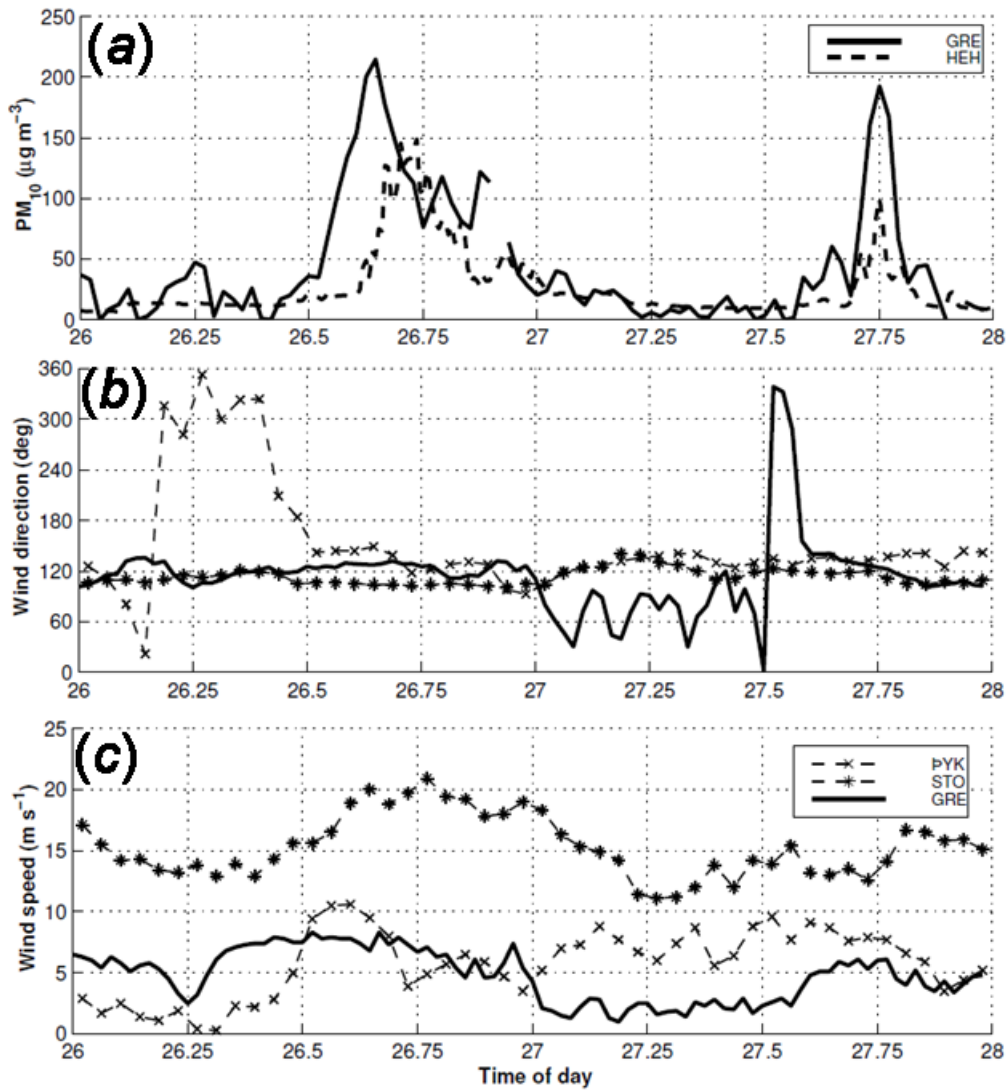 (a)
PM10 (μg m−3)
250
200
150
100
50
0
GRE
HEH
26 26.25 26.5 26.75 27 27.25 27.5 27.75 28
(b)
Wind direction (deg)
360
300
240
180
120
60
0
26 26.25 26.5 26.75 27 27.25 27.5 27.75 28
(c)
Wind speed (m s−1)
25
20
15
10
5
0
ÞYK
STO
GRE
26 26.25 26.5 26.75 27 27.25 27.5 27.75 28
Time of day